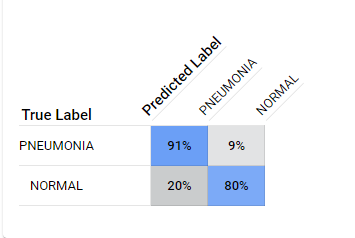 Predicted Label
PNEUMONIA
NORMAL
True Label
PNEUMONIA 91% 9%
NORMAL 20% 80%